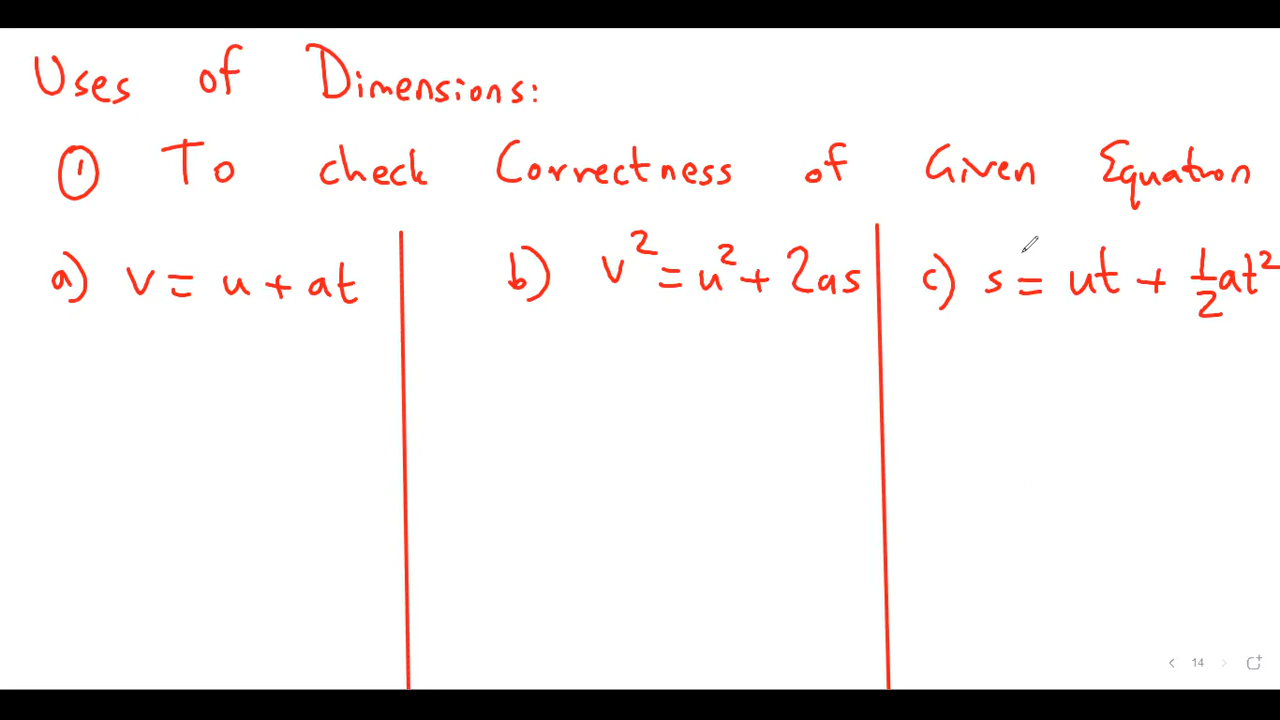 Uses of Dimensions:
① To check Correctness of Given Equation
a) v = u + at
b) v² = u² + 2as
c) s = ut + ½at²
14